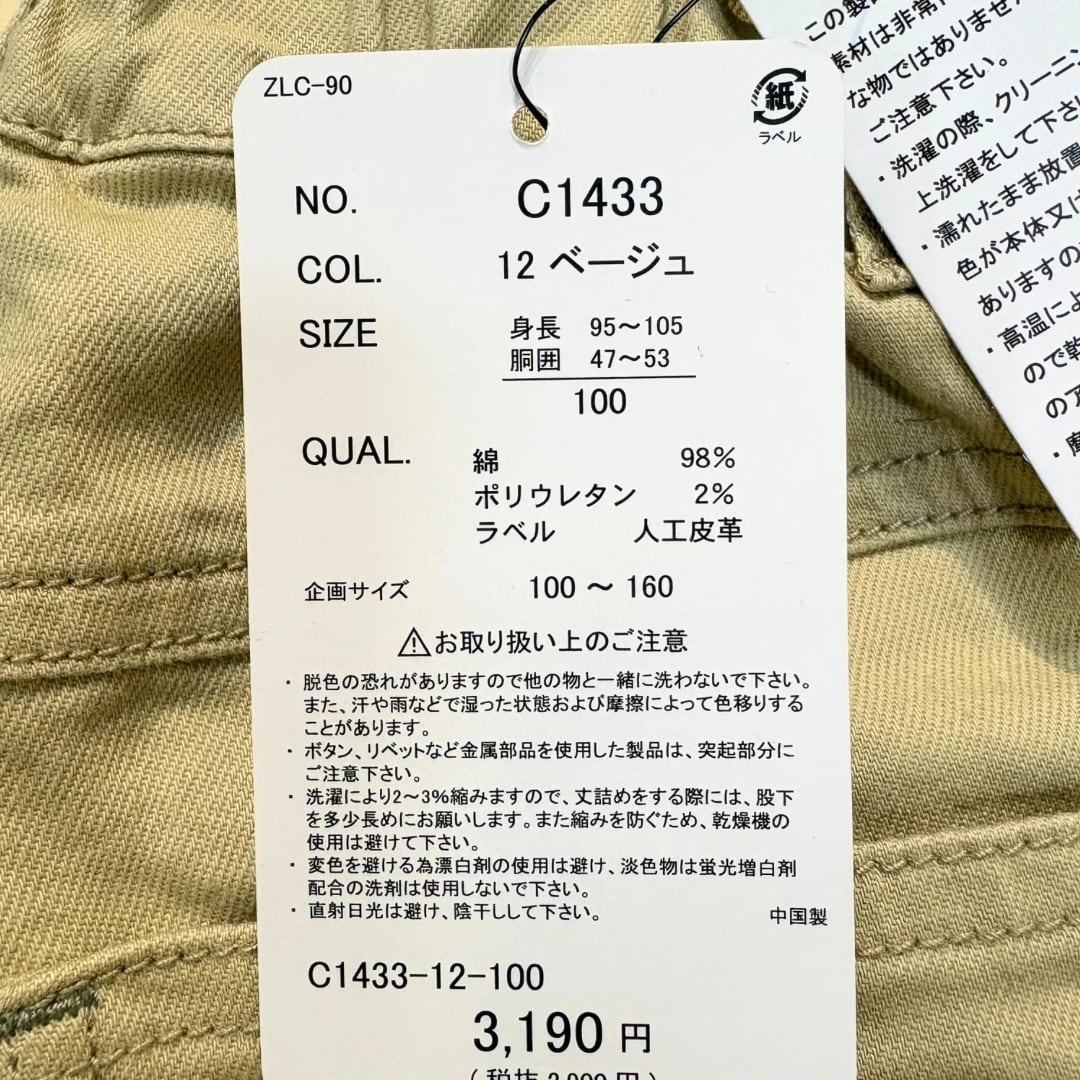 ZLC-90
紙
ラベル
NO. C1433
COL. 12 ベージュ
SIZE 身長 95～105
胴囲 47～53
100
QUAL. 綿 98%
ポリウレタン 2%
ラベル 人工皮革
企画サイズ 100 ～ 160
お取り扱い上のご注意
・脱色の恐れがありますので他の物と一緒に洗わないで下さい。
また、汗や雨などで湿った状態および摩擦によって色移りする
ことがあります。
・ボタン、リベットなど金属部品を使用した製品は、突起部分に
ご注意下さい。
・洗濯により2～3%縮みますので、丈詰めをする際には、股下
を多少長めにお願いします。また縮みを防ぐため、乾燥機の
使用は避けて下さい。
・変色を避ける為漂白剤の使用は避け、淡色物は蛍光増白剤
配合の洗剤は使用しないで下さい。
・直射日光は避け、陰干しして下さい。
中国製
C1433-12-100
3,190 円
(税抜
この製
素材は非常
な物ではありません
ご注意下さい。
・洗濯の際、クリーニン
上洗濯をして下さ
・濡れたまま放置
色が本体又は
ありますの
・高温によ
ので乾
の
・摩